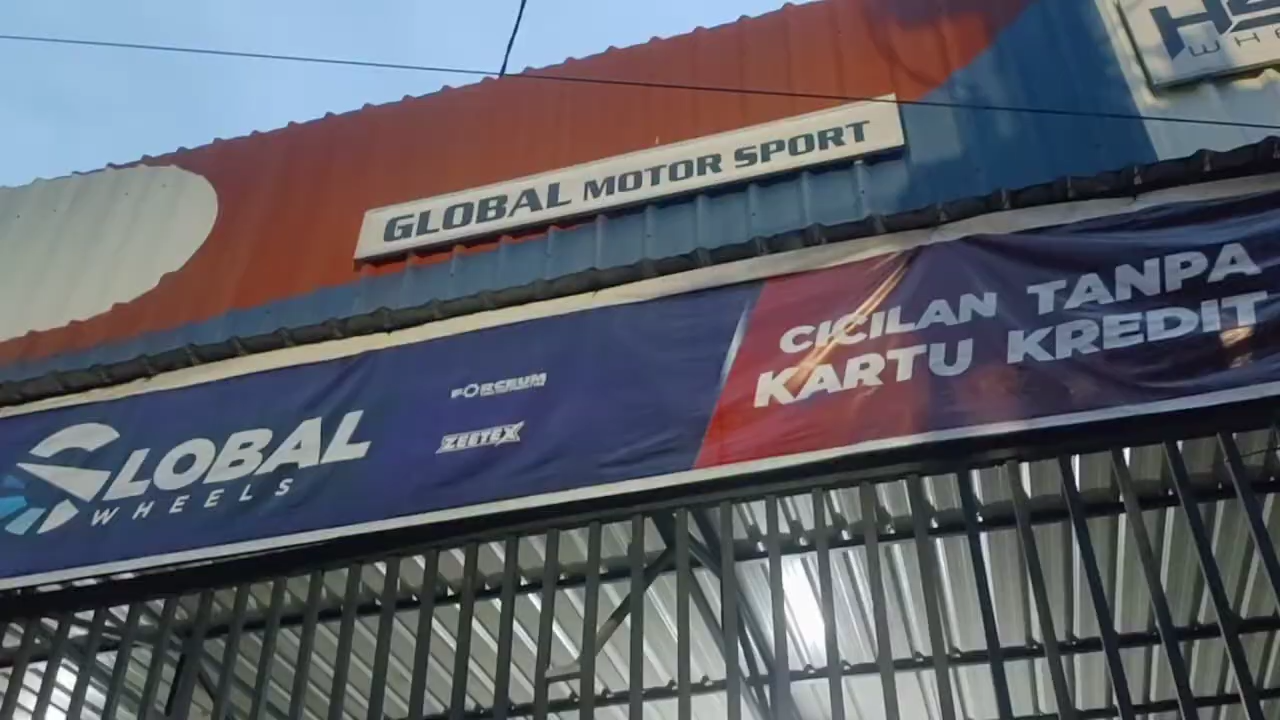 GLOBAL MOTOR SPORT
GLOBAL
WHEELS
FORCEUM
ZEETEX
CICILAN TANPA
KARTU KREDIT